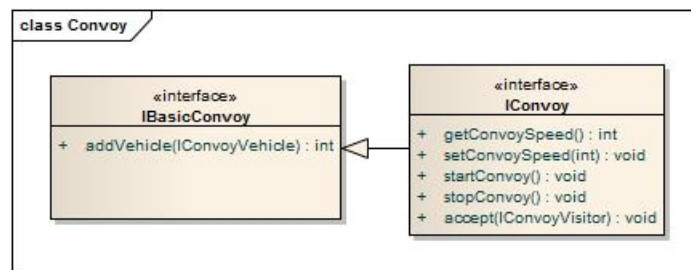 class Convoy
«interface»
IBasicConvoy
+ addVehicle(IConvoyVehicle) : int
«interface»
IConvoy
+ getConvoySpeed() : int
+ setConvoySpeed(int) : void
+ startConvoy() : void
+ stopConvoy() : void
+ accept(IConvoyVisitor) : void